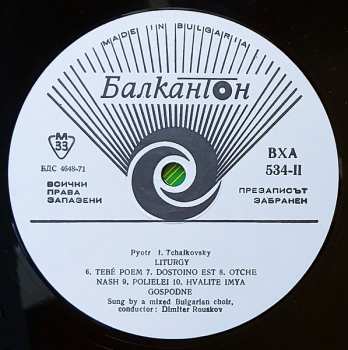 MADE IN BULGARIA
Балкантон
М
33
БДС 4648-71
ВСИЧКИ
ПРАВА
ЗАПАЗЕНИ
ВХА
534-II
ПРЕЗАПИСЪТ
ЗАБРАНЕН
Pyotr I. Tchaikovsky
LITURGY
6. TEBÉ POEM 7. DOSTOINO EST 8. OTCHE
NASH 9. POLJELEI 10. HVALITE IMYA
GOSPODNE
Sung by a mixed Bulgarian choir,
conductor: Dimiter Rouskov